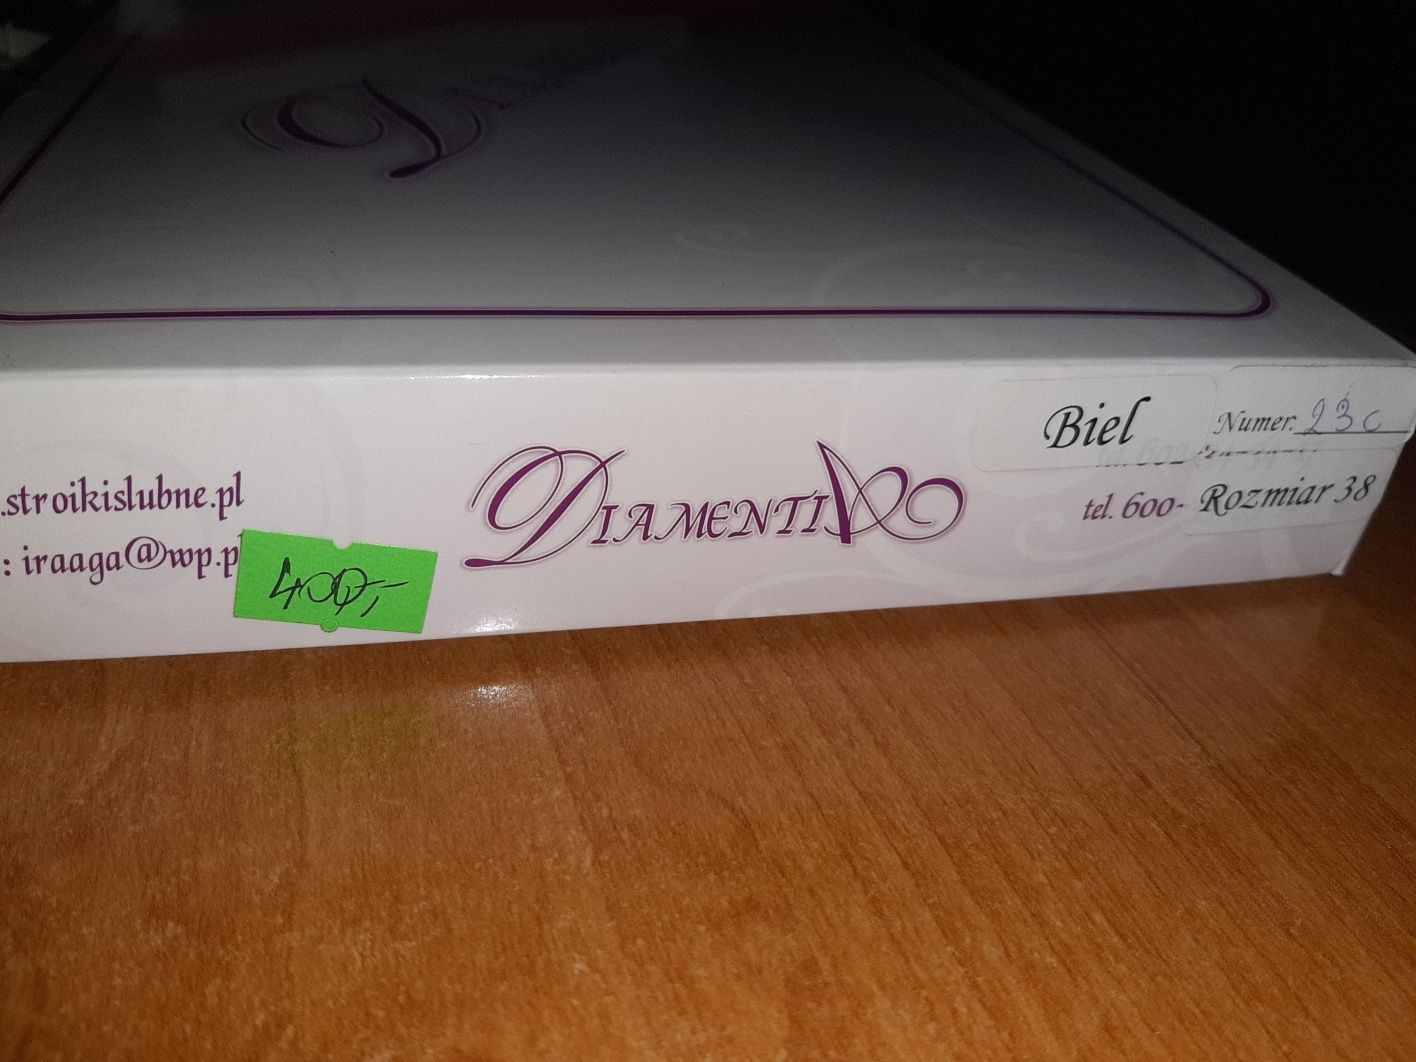 .stroikislubne.pl
: iraaga@wp.pl
400,-
DIAMENTI
Biel
Numer: 23c
tel. 600-
Rozmiar 38